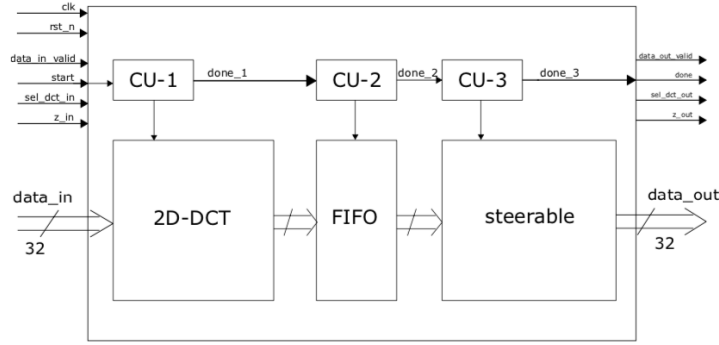 clk
rst_n
data_in_valid
start
sel_dct_in
z_in
CU-1
done_1
CU-2
done_2
CU-3
done_3
data_out_valid
done
sel_dct_out
z_out
data_in
32
2D-DCT
FIFO
steerable
data_out
32